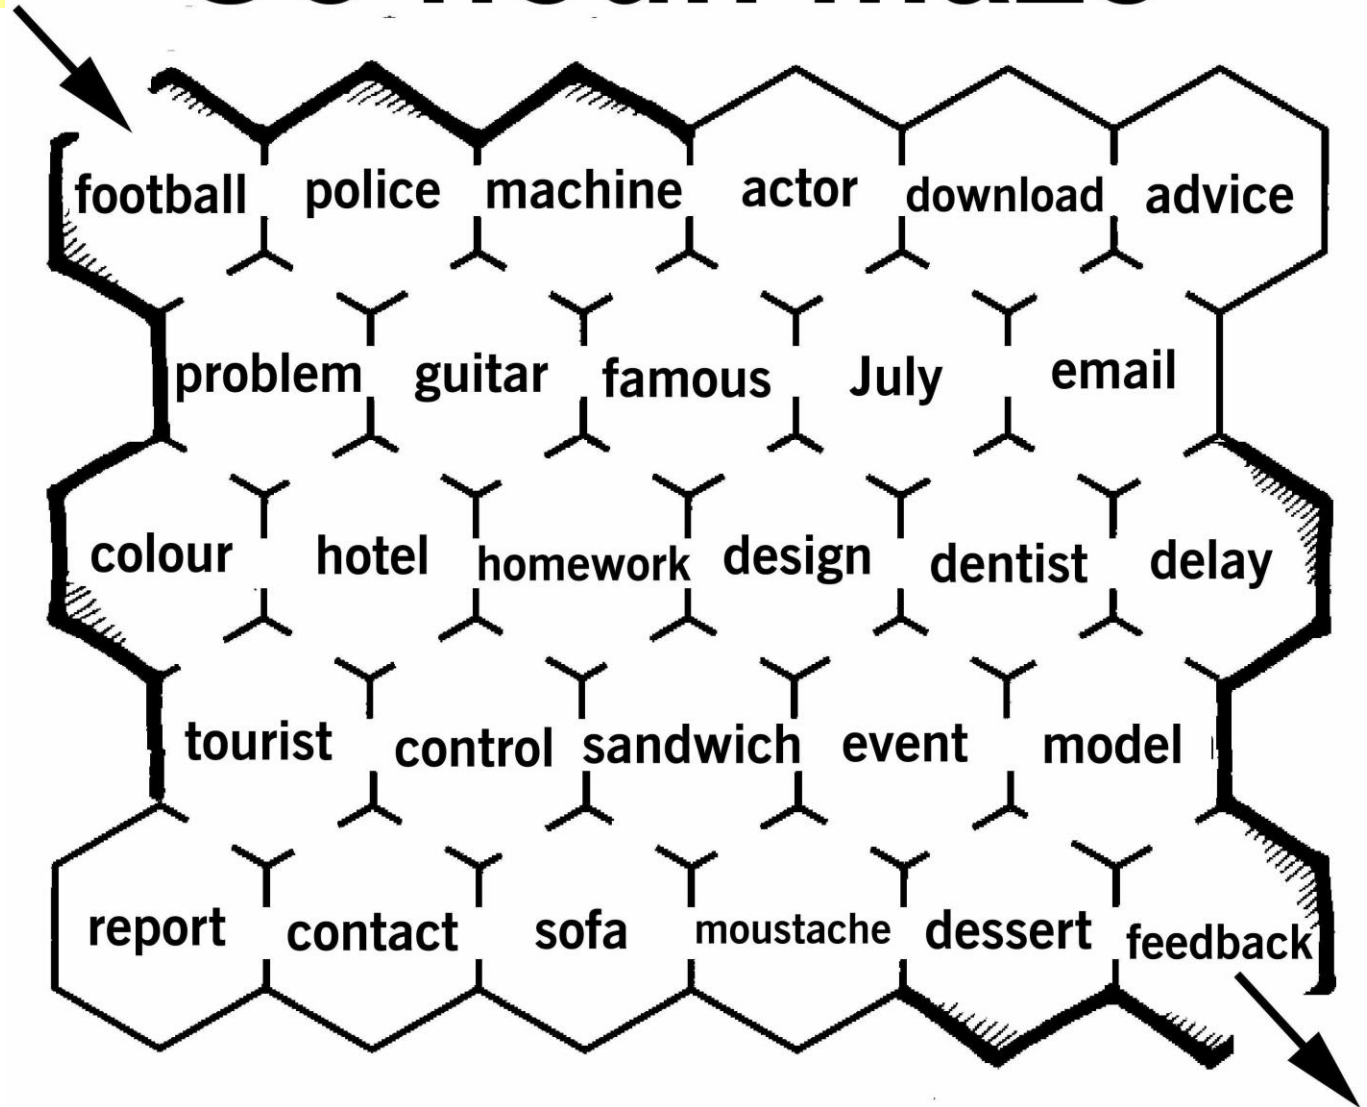 football police machine actor download advice
problem guitar famous July email
colour hotel homework design dentist delay
tourist control sandwich event model
report contact sofa moustache dessert feedback